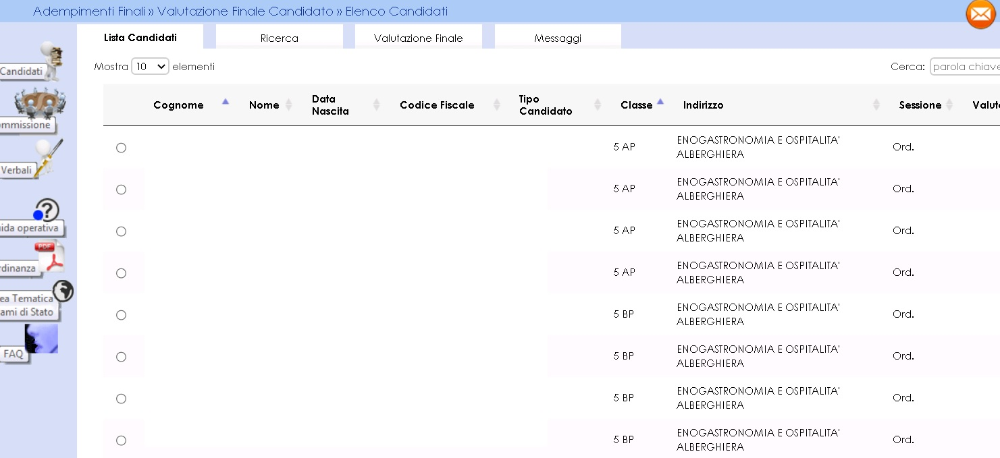 Adempimenti Finali » Valutazione Finale Candidato » Elenco Candidati
Lista Candidati
Ricerca
Valutazione Finale
Messaggi
Candidati
Mostra 10 elementi
Cerca: parola chiave
Cognome
Nome
Data
Nascita
Codice Fiscale
Tipo
Candidato
Classe
Indirizzo
Sessione
mmissione
Verbali
ida operativa
PDF
rdinanza
ea Tematica
ami di Stato
FAQ
5 AP ENOGASTRONOMIA E OSPITALITA' Ord.
ALBERGHIERA
5 AP ENOGASTRONOMIA E OSPITALITA' Ord.
ALBERGHIERA
5 AP ENOGASTRONOMIA E OSPITALITA' Ord.
ALBERGHIERA
5 AP ENOGASTRONOMIA E OSPITALITA' Ord.
ALBERGHIERA
5 BP ENOGASTRONOMIA E OSPITALITA' Ord.
ALBERGHIERA
5 BP ENOGASTRONOMIA E OSPITALITA' Ord.
ALBERGHIERA
5 BP ENOGASTRONOMIA E OSPITALITA' Ord.
ALBERGHIERA
5 BP ENOGASTRONOMIA E OSPITALITA' Ord.
ALBERGHIERA